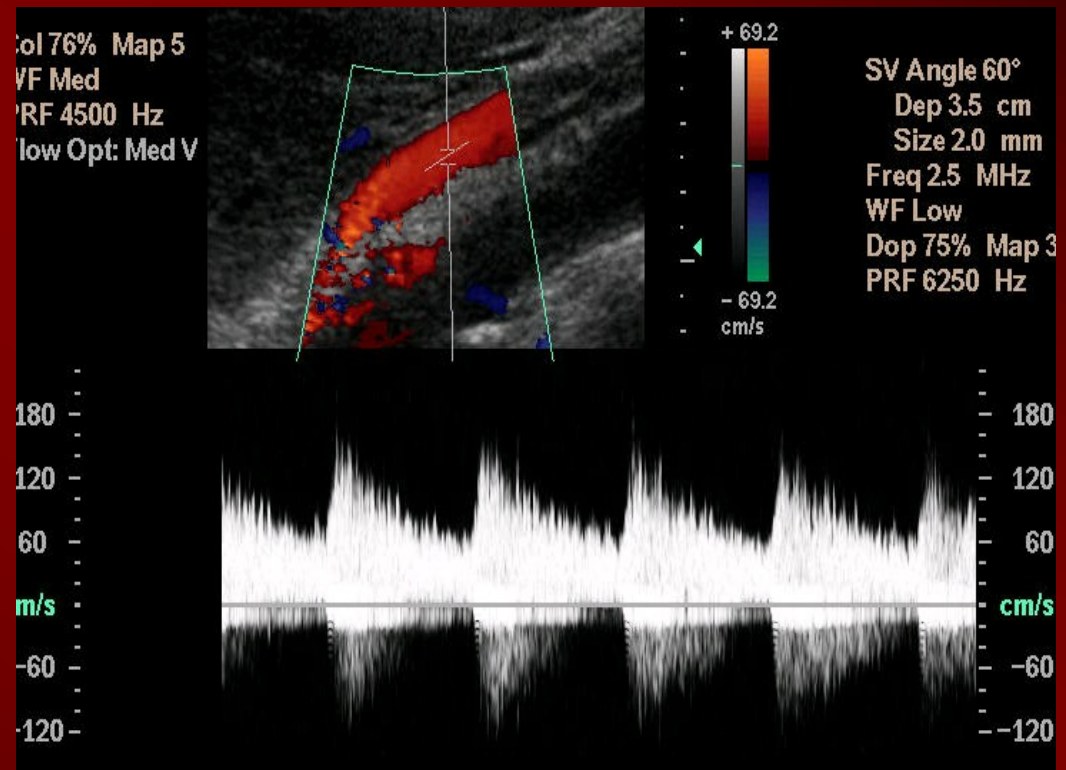 Col 76% Map 5
WF Med
PRF 4500 Hz
Flow Opt: Med V
+ 69.2
- 69.2
cm/s
SV Angle 60°
Dep 3.5 cm
Size 2.0 mm
Freq 2.5 MHz
WF Low
Dop 75% Map 3
PRF 6250 Hz
180
120
60
m/s
-60
-120
180
120
60
cm/s
-60
-120